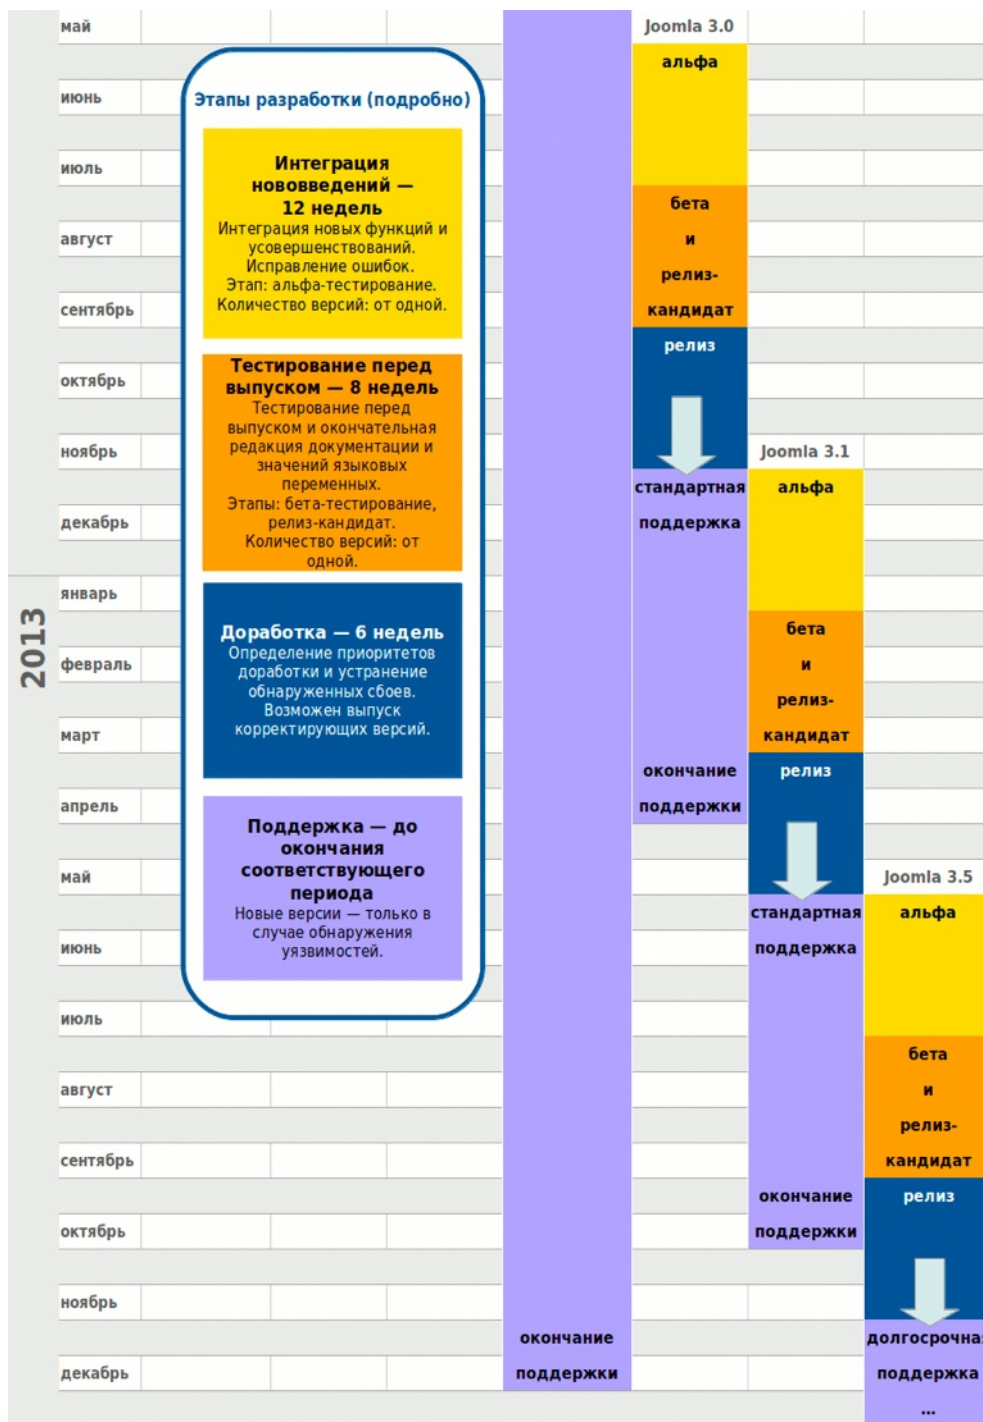 май
Joomla 3.0
альфа
Этапы разработки (подробно)
июнь
Интеграция
нововведений —
12 недель
Интеграция новых функций и
усовершенствований.
Исправление ошибок.
Этап: альфа-тестирование.
Количество версий: от одной.
июль
бета
и
релиз-
кандидат
август
сентябрь
релиз
Тестирование перед
выпуском — 8 недель
Тестирование перед
выпуском и окончательная
редакция документации и
значений языковых
переменных.
Этапы: бета-тестирование,
релиз-кандидат.
Количество версий: от
одной.
октябрь
ноябрь
Joomla 3.1
стандартная
поддержка
альфа
декабрь
2013
январь
Доработка — 6 недель
Определение приоритетов
доработки и устранение
обнаруженных сбоев.
Возможен выпуск
корректирующих версий.
бета
и
релиз-
кандидат
февраль
март
окончание
поддержки
релиз
апрель
Поддержка — до
окончания
соответствующего
периода
Новые версии — только в
случае обнаружения
уязвимостей.
май
Joomla 3.5
стандартная
поддержка
альфа
июнь
июль
бета
и
релиз-
кандидат
август
сентябрь
окончание
поддержки
релиз
октябрь
ноябрь
окончание
поддержки
долгосрочна
поддержка
...
декабрь